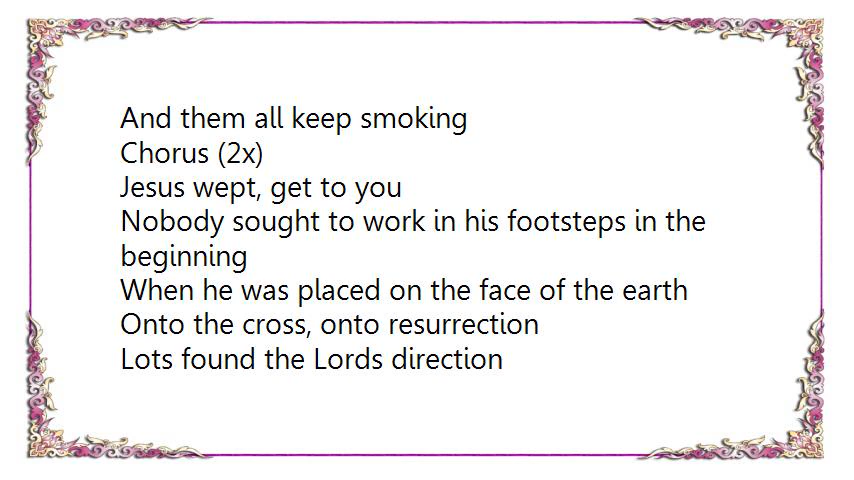 And them all keep smoking
Chorus (2x)
Jesus wept, get to you
Nobody sought to work in his footsteps in the
beginning
When he was placed on the face of the earth
Onto the cross, onto resurrection
Lots found the Lords direction